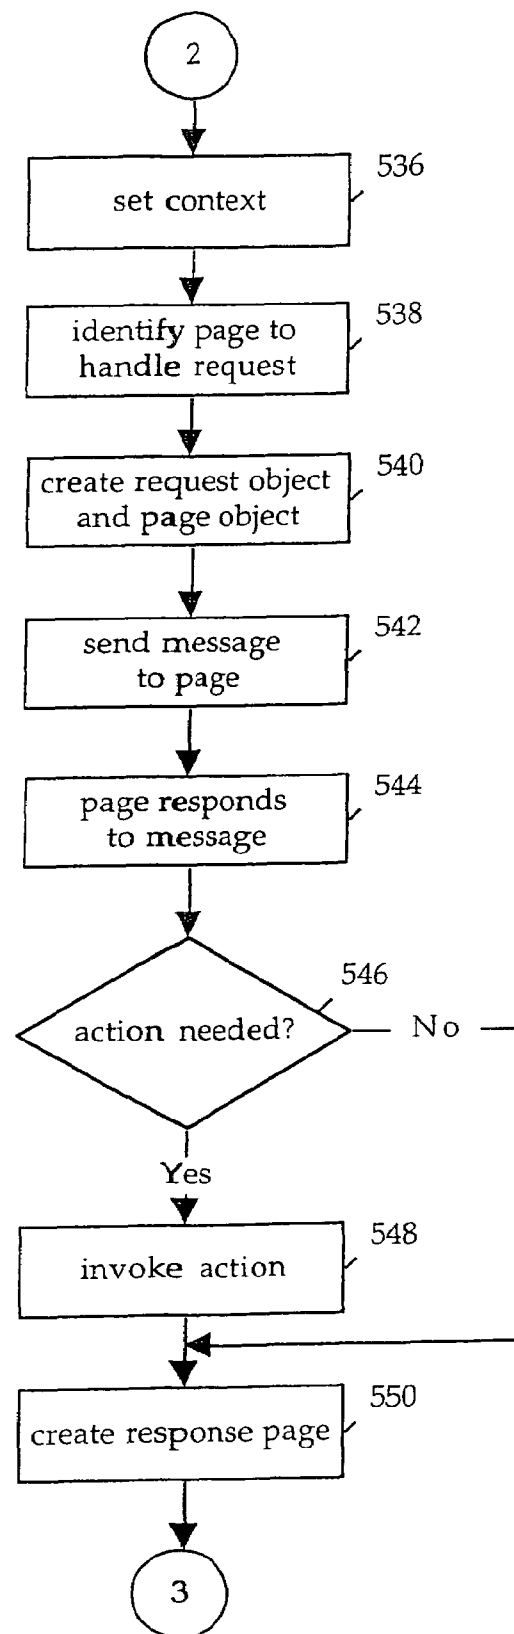 2
536
set context
538
identify page to
handle request
540
create request object
and page object
542
send message
to page
544
page responds
to message
546
action needed?
No
Yes
548
invoke action
550
create response page
3